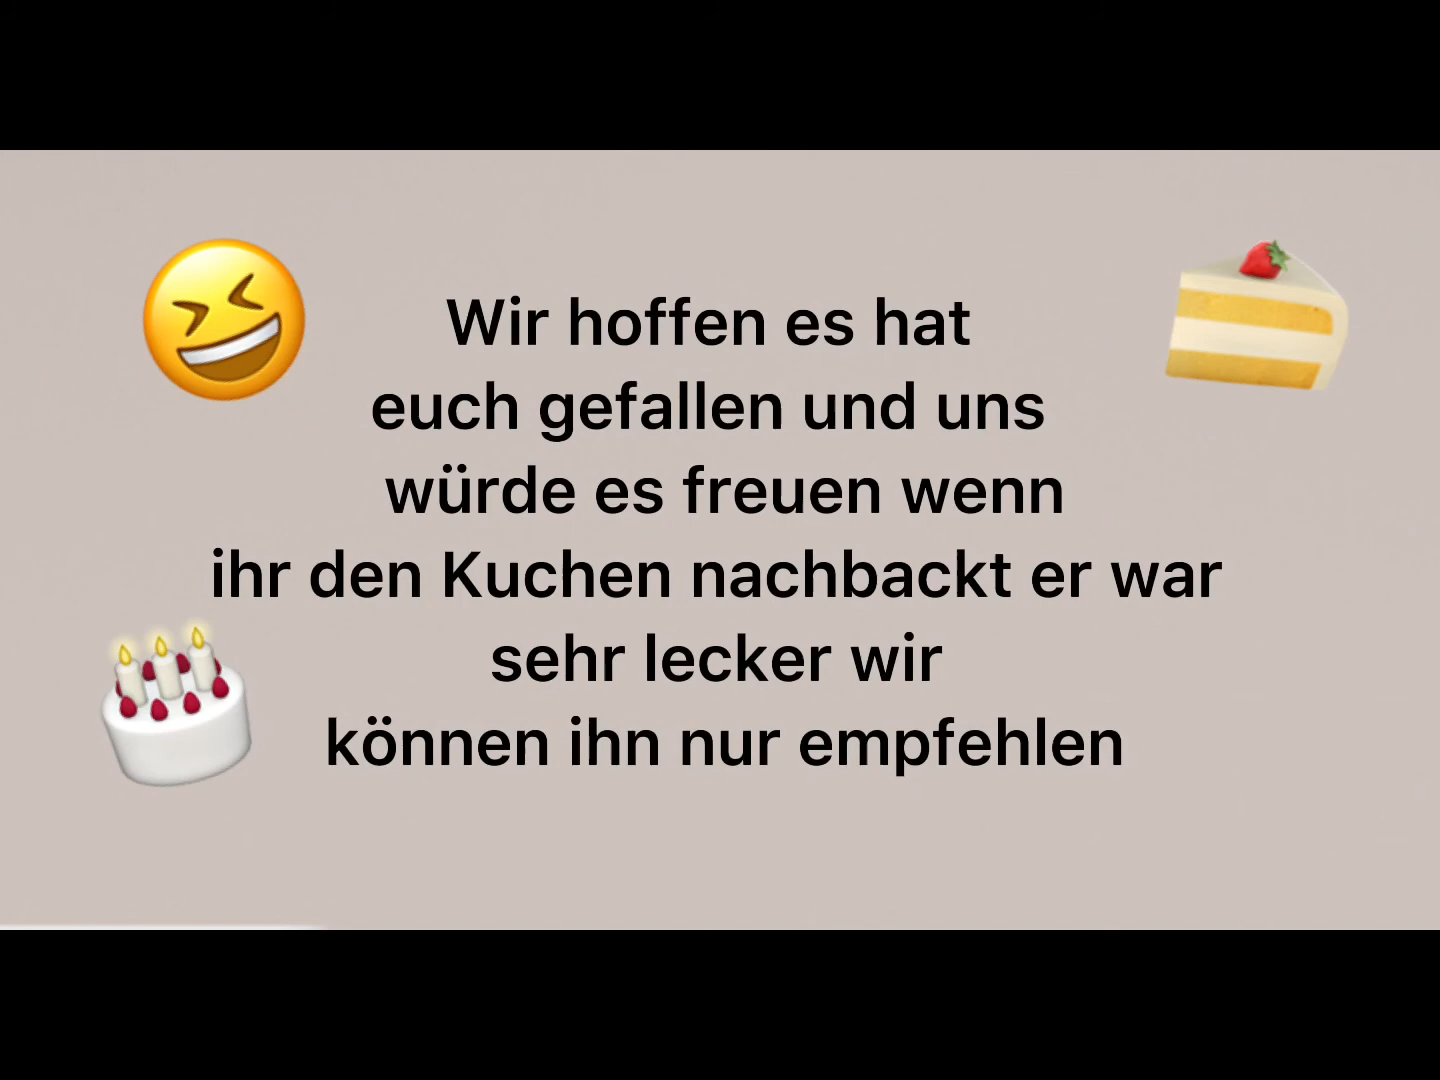 Wir hoffen es hat
euch gefallen und uns
würde es freuen wenn
ihr den Kuchen nachbackt er war
sehr lecker wir
können ihn nur empfehlen